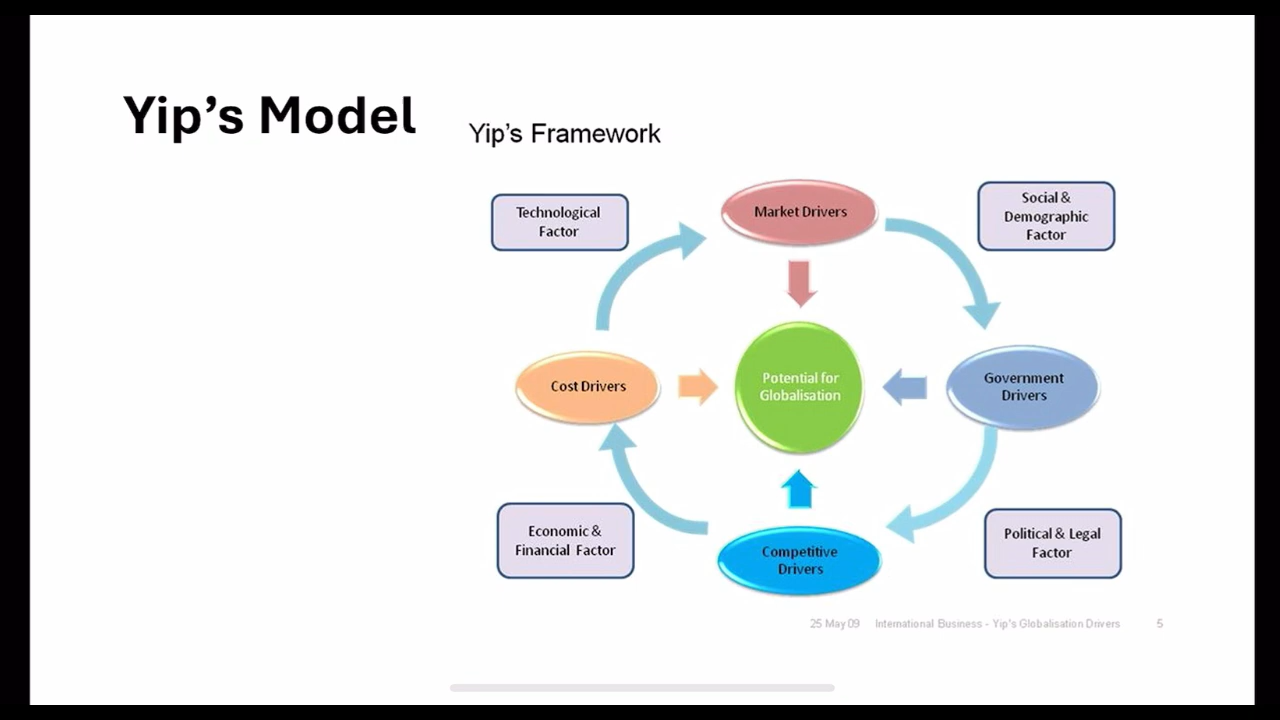 Yip's Model
Yip's Framework
Technological
Factor
Market Drivers
Social &
Demographic
Factor
Cost Drivers
Potential for
Globalisation
Government
Drivers
Economic &
Financial Factor
Competitive
Drivers
Political & Legal
Factor
25 May 09 International Business - Yip's Globalisation Drivers 5